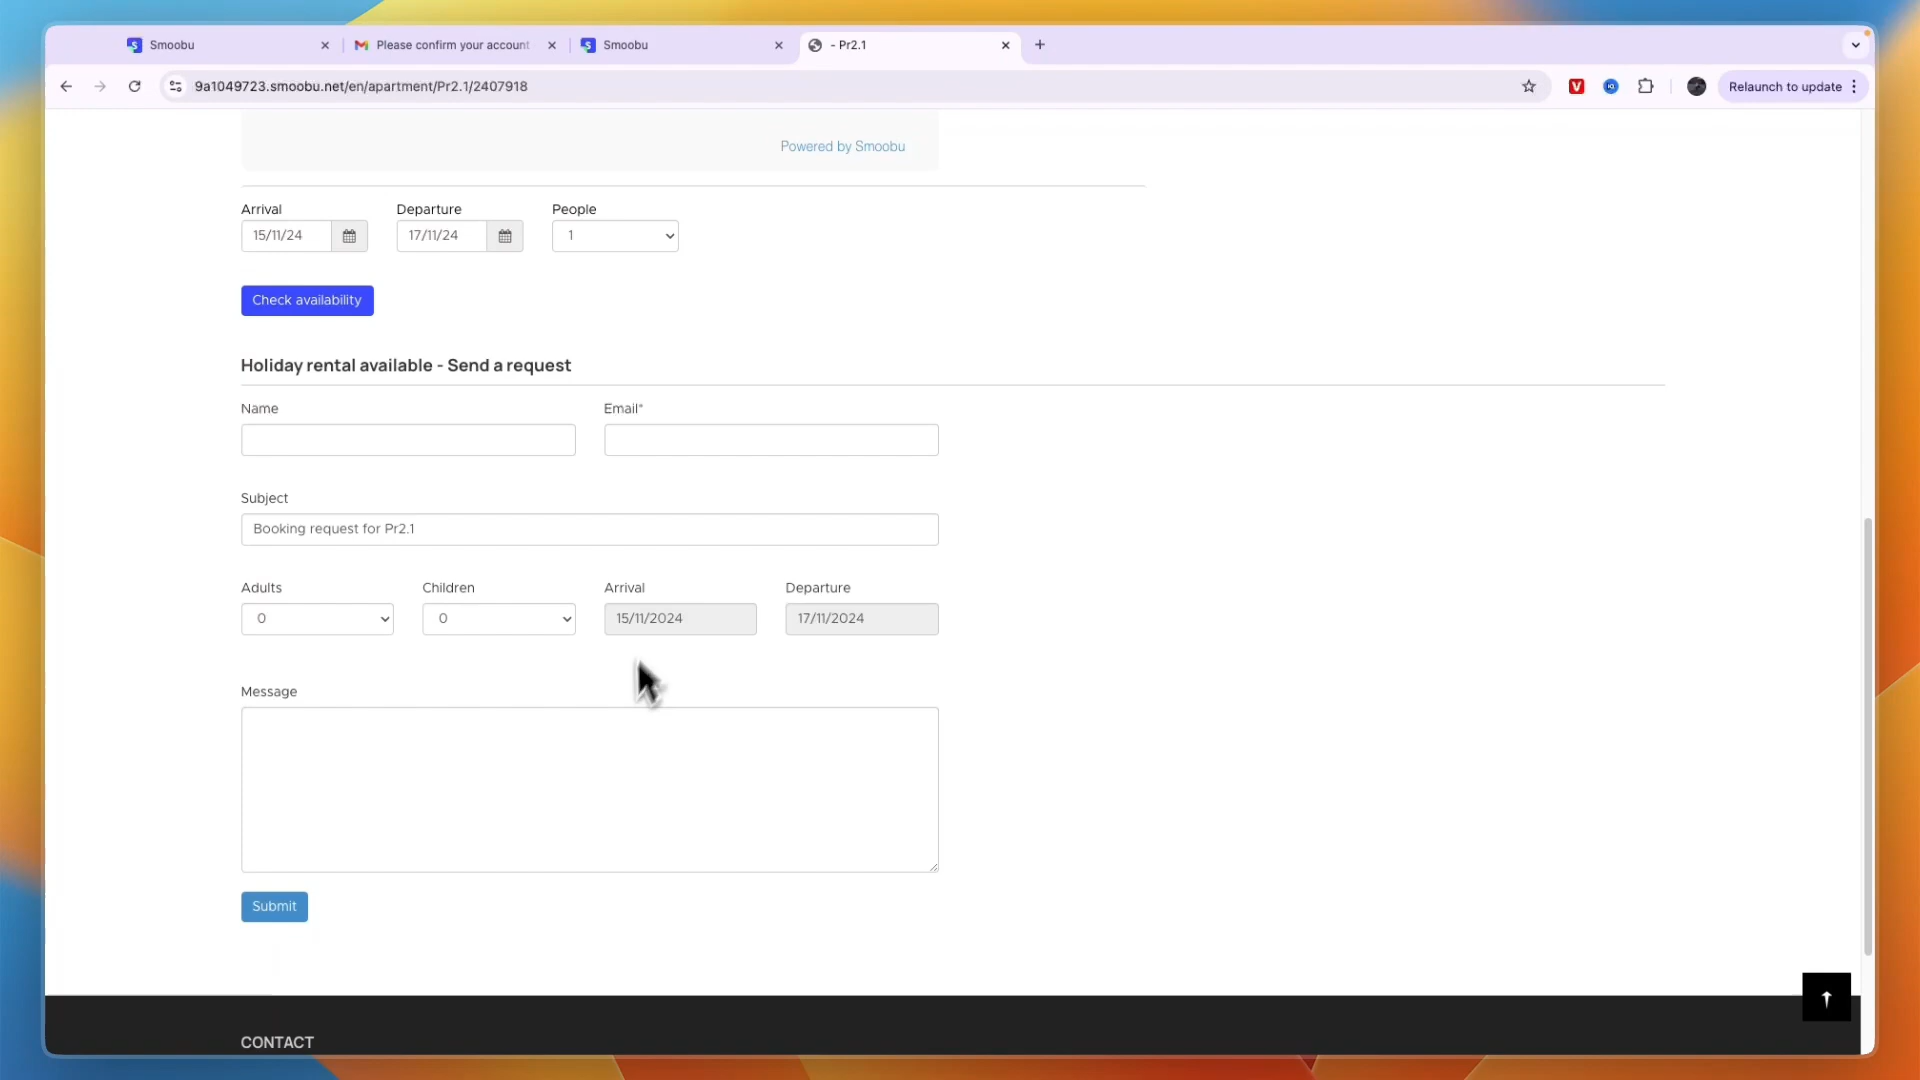 Smoobu
Please confirm your account
Smoobu
- Pr2.1
9a1049723.smoobu.net/en/apartment/Pr2.1/2407918
Relaunch to update
Powered by Smoobu
Arrival Departure People
15/11/24 17/11/24 1
Check availability
Holiday rental available - Send a request
Name Email*
Subject
Booking request for Pr2.1
Adults Children Arrival Departure
0 0 15/11/2024 17/11/2024
Message
Submit
CONTACT